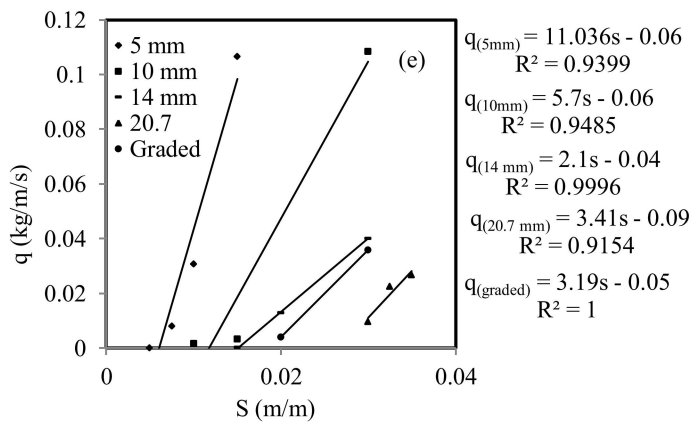 0.12
0.1
0.08
0.06
0.04
0.02
0
0
0.02
0.04
q (kg/m/s)
S (m/m)
5 mm
10 mm
14 mm
20.7
Graded
(e)
q(5mm) = 11.036s - 0.06
R² = 0.9399
q(10mm) = 5.7s - 0.06
R² = 0.9485
q(14 mm) = 2.1s - 0.04
R² = 0.9996
q(20.7 mm) = 3.41s - 0.09
R² = 0.9154
q(graded) = 3.19s - 0.05
R² = 1